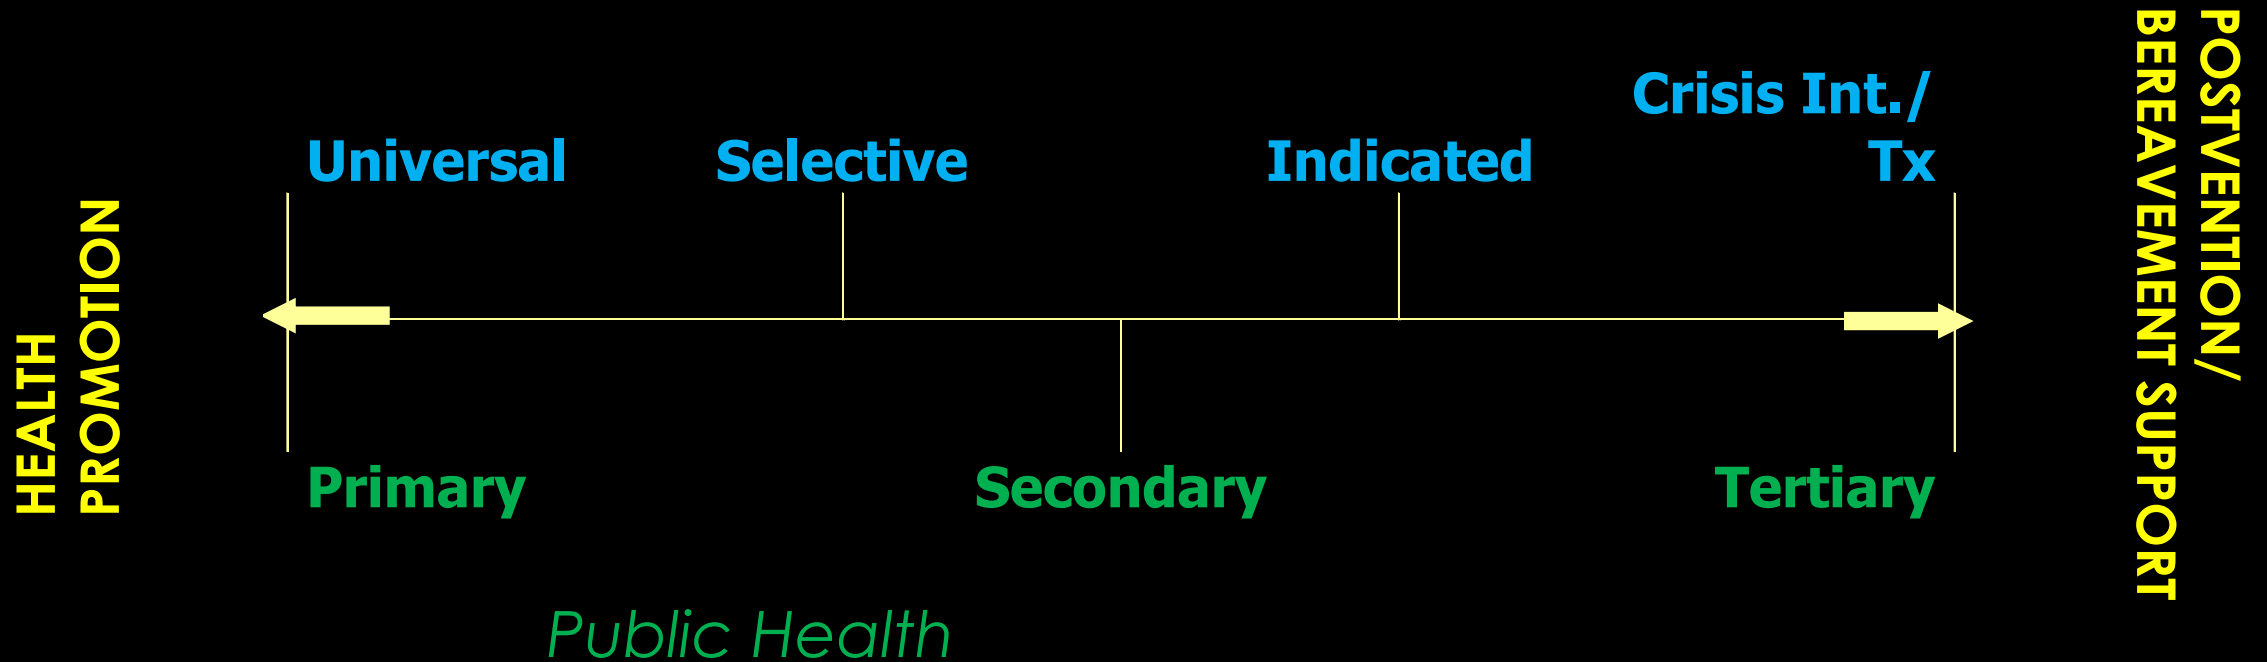 HEALTH
PROMOTION
Universal
Selective
Indicated
Crisis Int./
Tx
Primary
Secondary
Tertiary
POSTVENTION/
BEREAVEMENT SUPPORT
Public Health